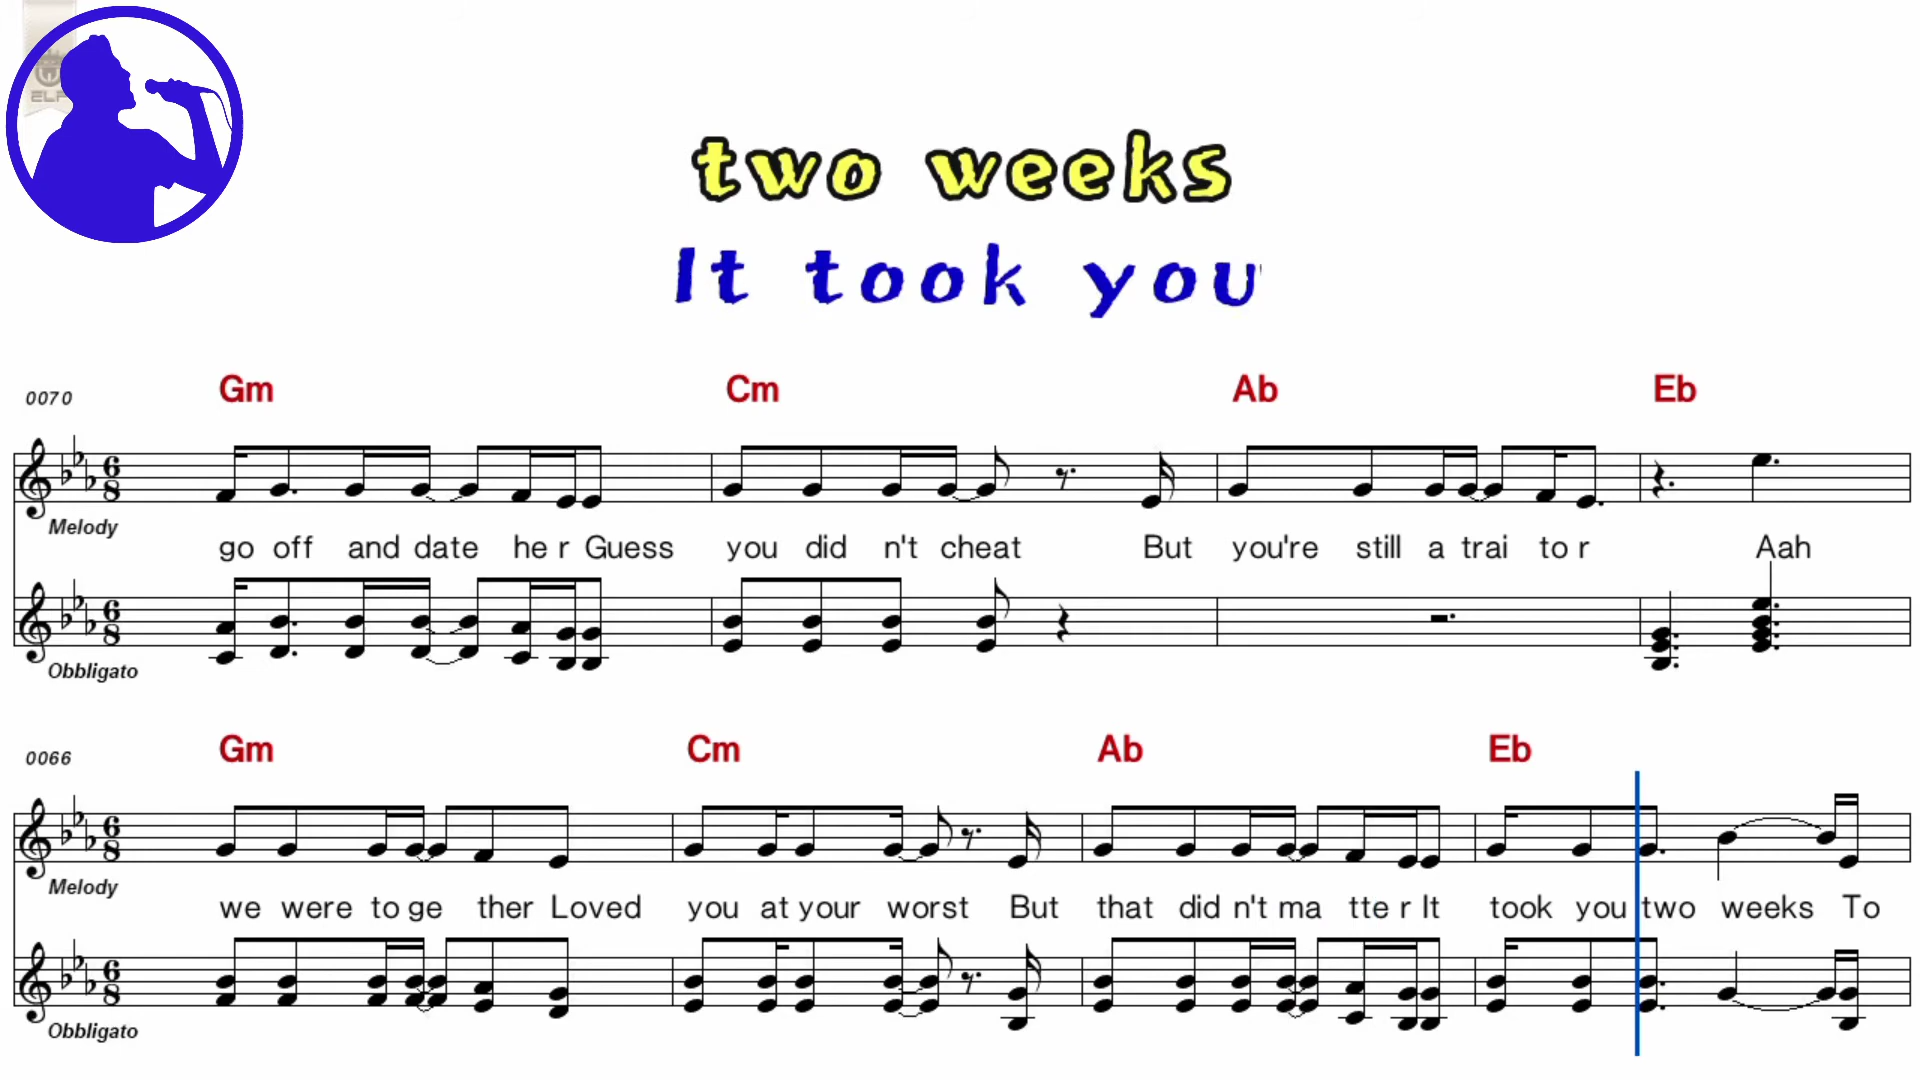 ELF
two weeks
It took you
0070 Gm Cm Ab Eb
Melody
go off and date he r Guess you did n't cheat But you're still a trai to r Aah
Obbligato
0066 Gm Cm Ab Eb
Melody
we were to ge ther Loved you at your worst But that did n't ma tte r It took you two weeks To
Obbligato